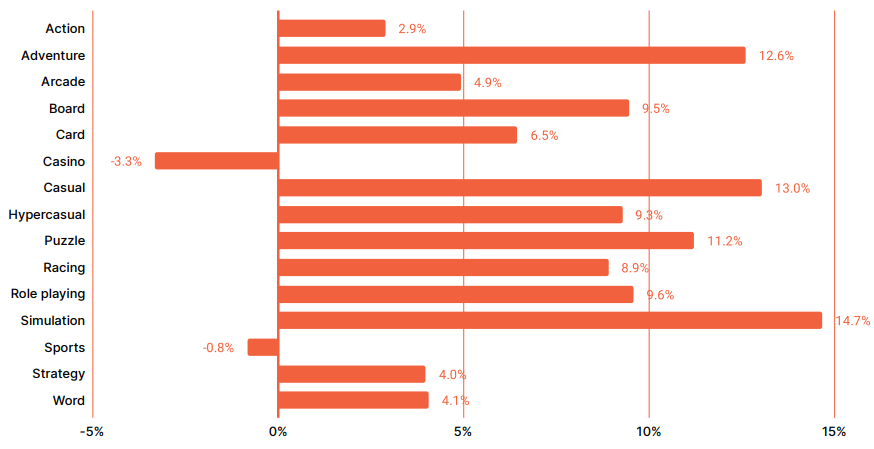 Action 2.9%
Adventure 12.6%
Arcade 4.9%
Board 9.5%
Card 6.5%
Casino -3.3%
Casual 13.0%
Hypercasual 9.3%
Puzzle 11.2%
Racing 8.9%
Role playing 9.6%
Simulation 14.7%
Sports -0.8%
Strategy 4.0%
Word 4.1%
-5% 0% 5% 10% 15%